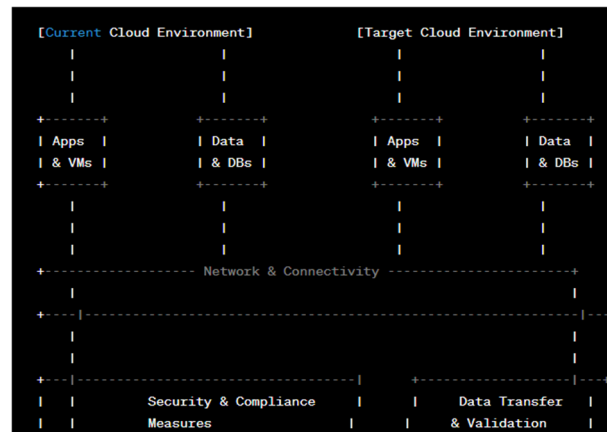 [Current Cloud Environment] [Target Cloud Environment]
Apps Data Apps Data
& VMs & DBs & VMs & DBs
Network & Connectivity
Security & Compliance Data Transfer
Measures & Validation